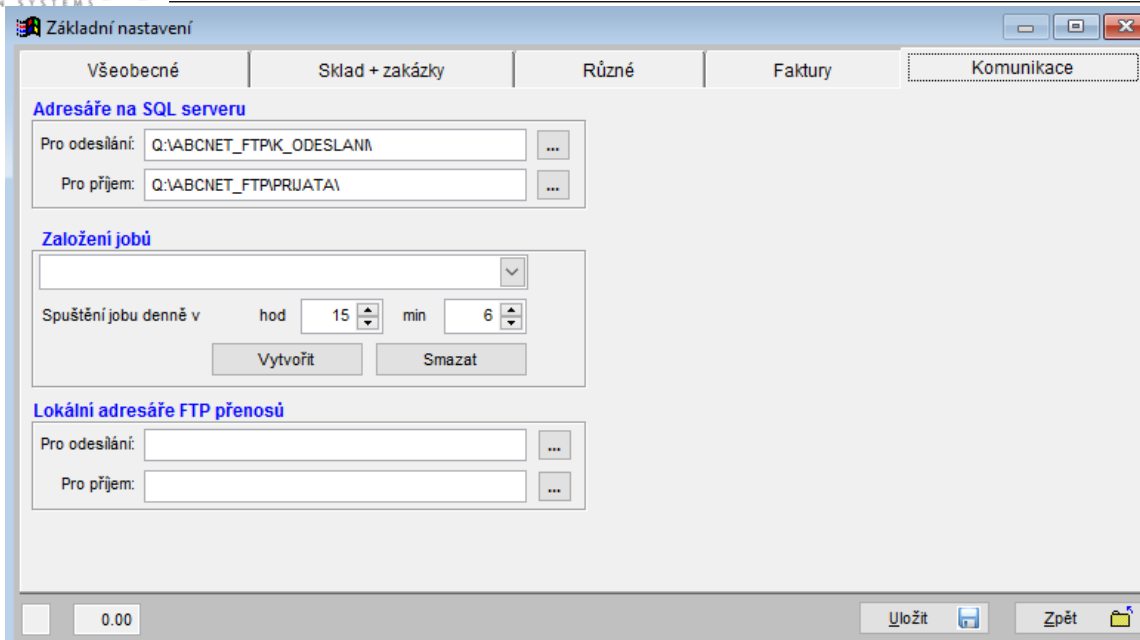 SYSTEMS
Základní nastavení
Všeobecné Sklad + zakázky Různé Faktury Komunikace
Adresáře na SQL serveru
Pro odesílání: Q:\ABCNET_FTP\K_ODESLANI\ ...
Pro příjem: Q:\ABCNET_FTP\PRIJATA\ ...
Založení jobů
Spuštění jobu denně v hod 15 min 6
Vytvořit Smazat
Lokální adresáře FTP přenosů
Pro odesílání: ...
Pro příjem: ...
0.00 Uložit Zpět